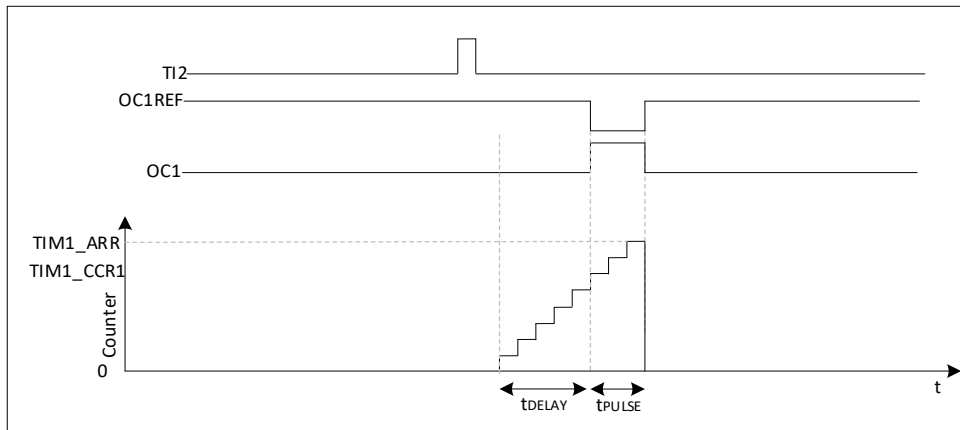 TI2
OC1REF
OC1
TIM1_ARR
TIM1_CCR1
Counter
0
t
tDELAY
tPULSE